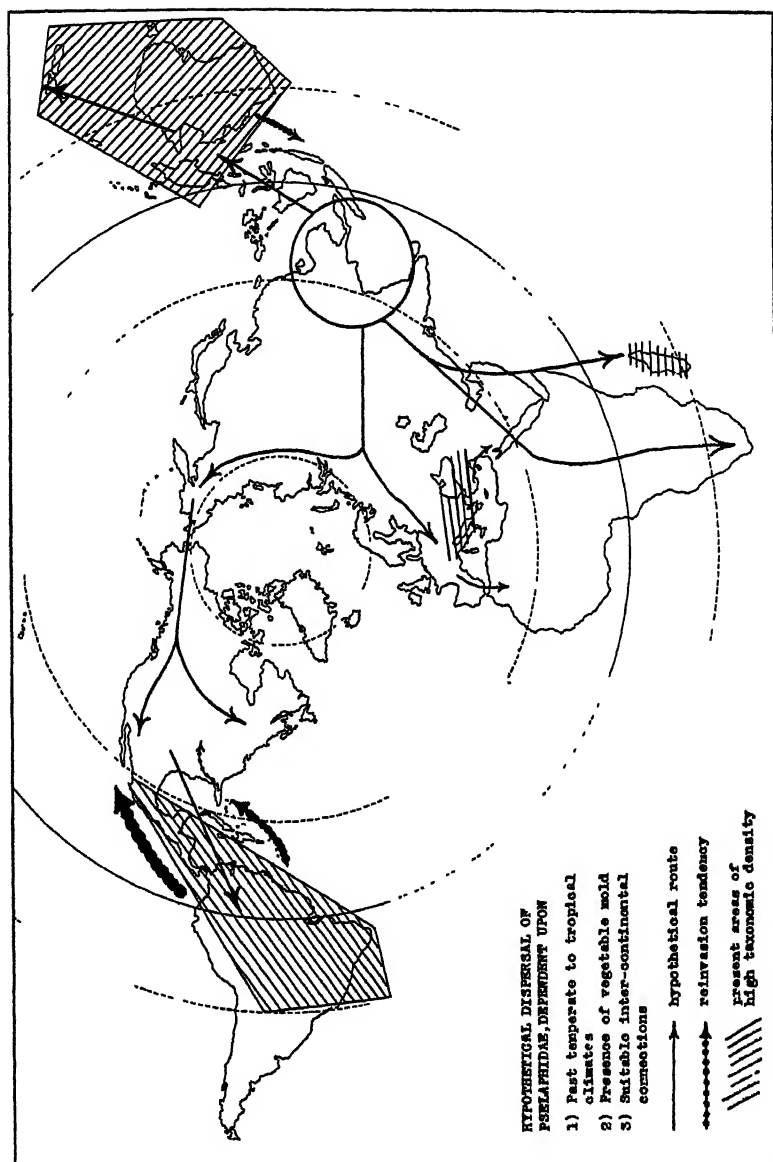 HYPOTHETICAL DISPERSAL OF
PSELAPHIDAE, DEPENDENT UPON
1) Past temperate to tropical
climates
2) Presence of vegetable mold
3) Suitable inter-continental
connections
hypothetical route
reinvasion tendency
present areas of
high taxonomic density